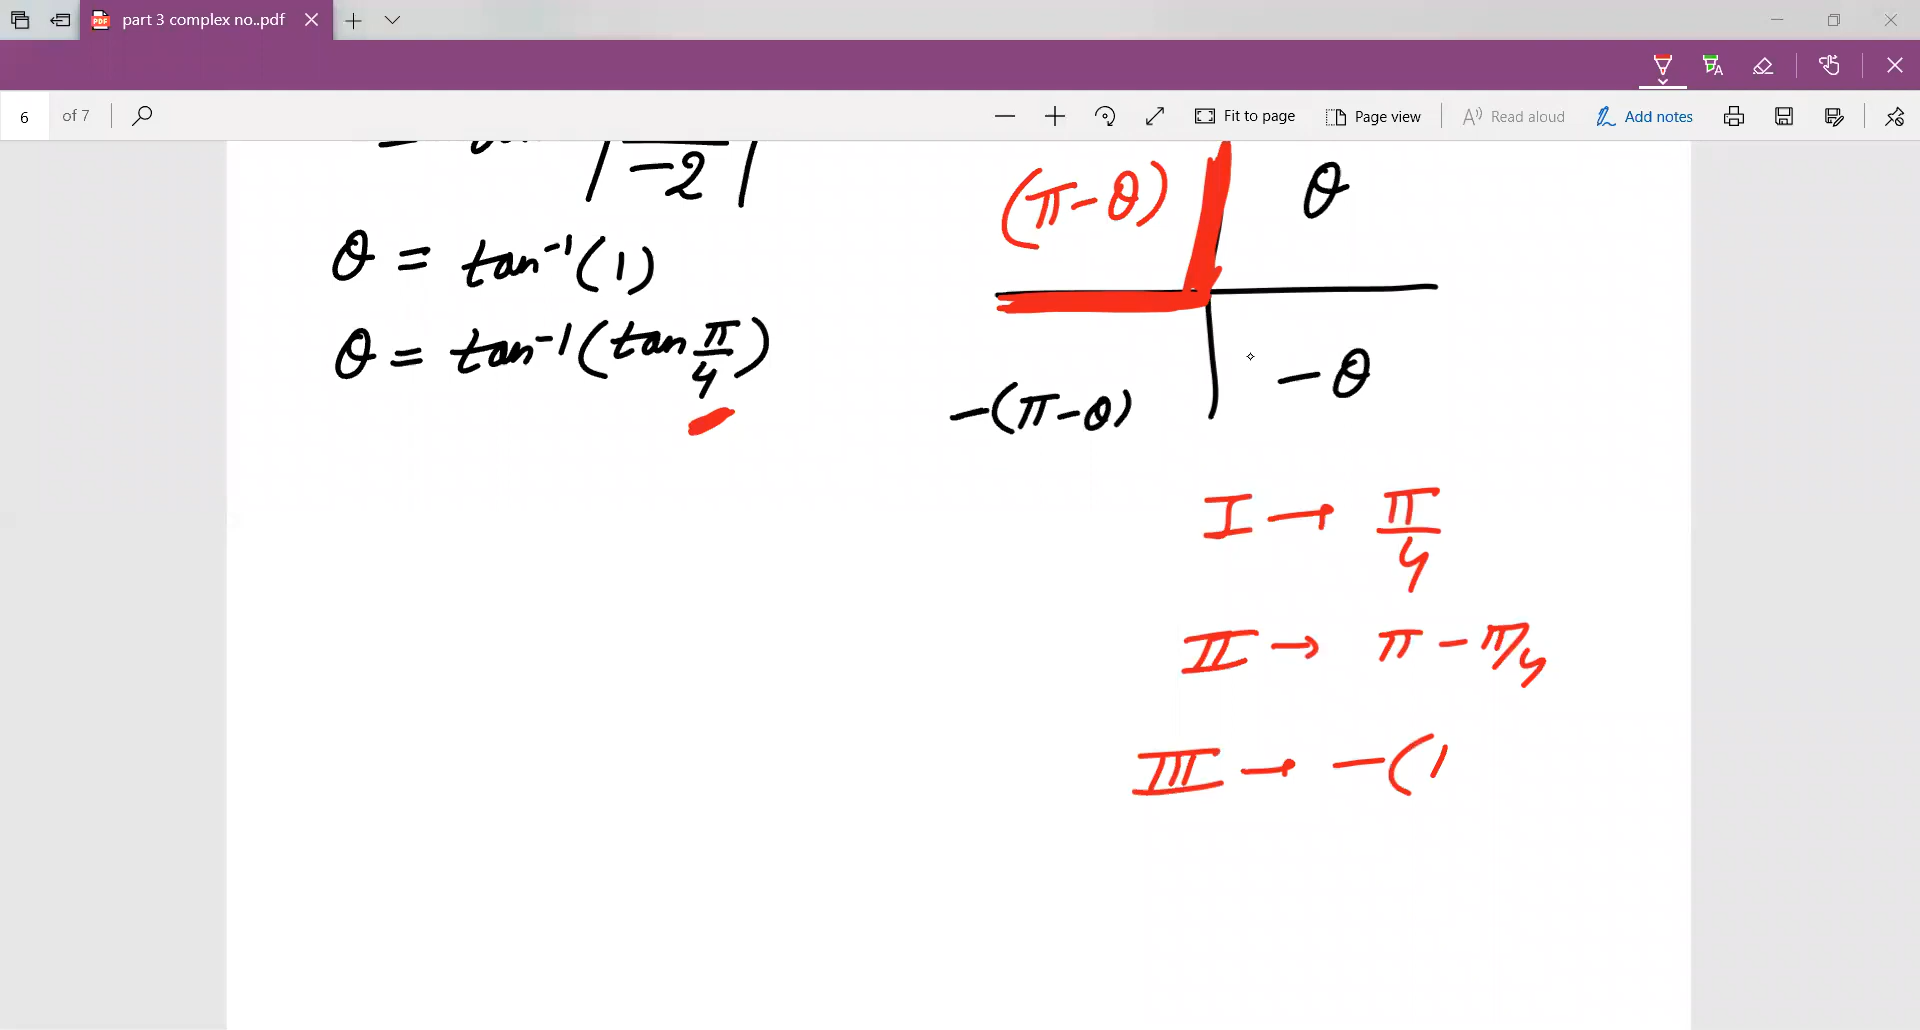 part 3 complex no..pdf
6 of 7
Fit to page
Page view
Read aloud
Add notes
|-2|
θ = tan⁻¹(1)
θ = tan⁻¹(tan π/4)
(π-θ)
θ
-(π-θ)
-θ
I → π/4
II → π - π/4
III → -(